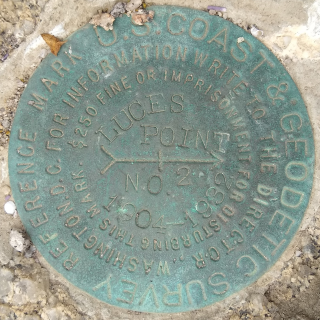 U.S. COAST & GEODETIC SURVEY
REFERENCE MARK
FOR INFORMATION WRITE TO THE DIRECTOR, WASHINGTON, D.C.
$250 FINE OR IMPRISONMENT FOR DISTURBING THIS MARK.
LUCES
POINT
NO. 2